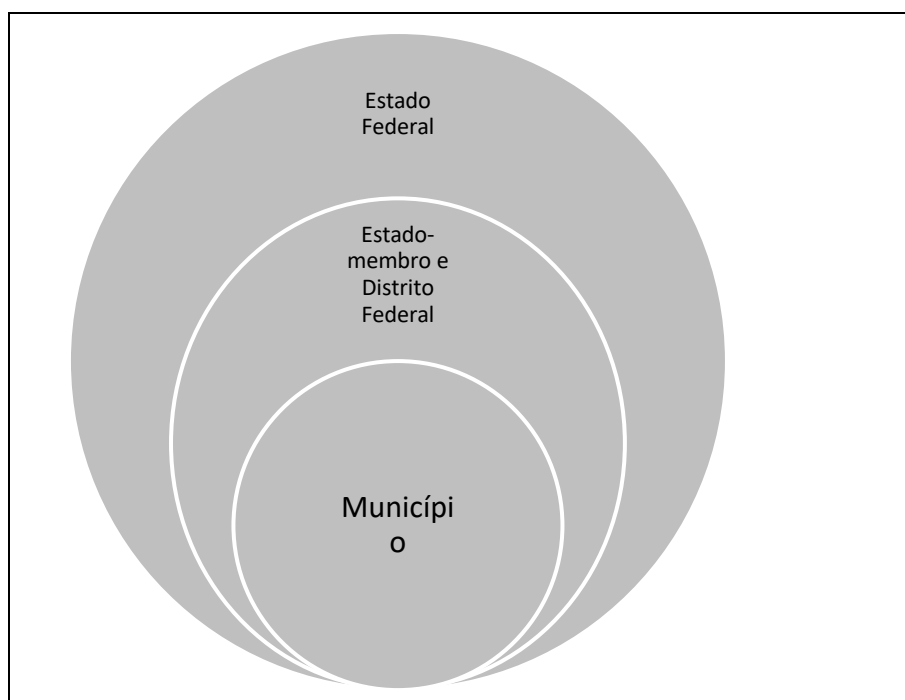 Estado
Federal
Estado-
membro e
Distrito
Federal
Municípi
o